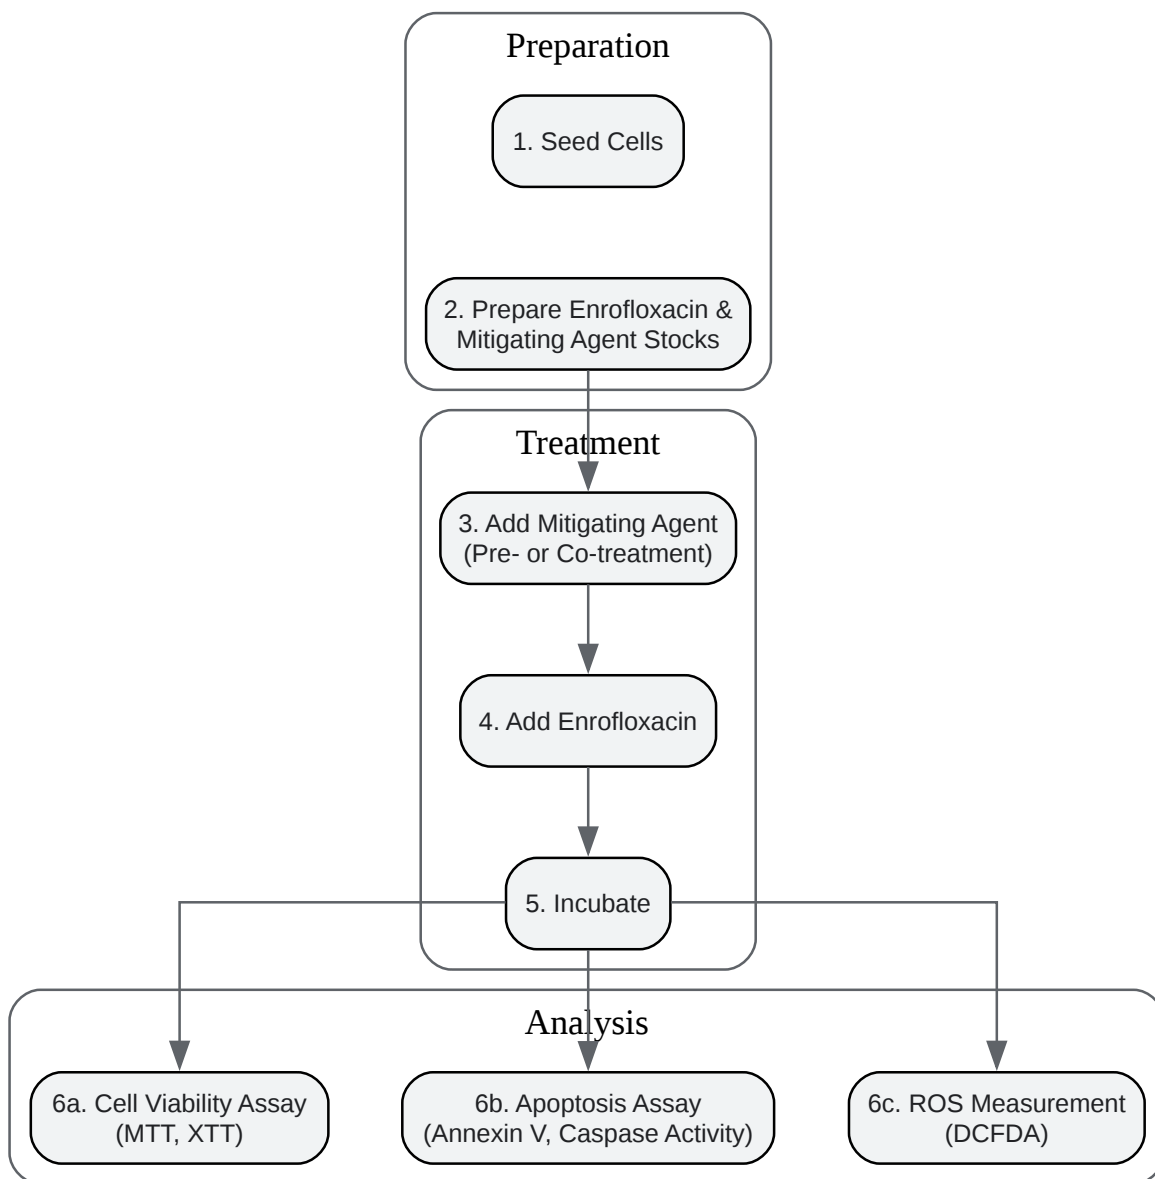 Preparation
1. Seed Cells
2. Prepare Enrofloxacin &
Mitigating Agent Stocks
Treatment
3. Add Mitigating Agent
(Pre- or Co-treatment)
4. Add Enrofloxacin
5. Incubate
Analysis
6a. Cell Viability Assay
(MTT, XTT)
6b. Apoptosis Assay
(Annexin V, Caspase Activity)
6c. ROS Measurement
(DCFDA)